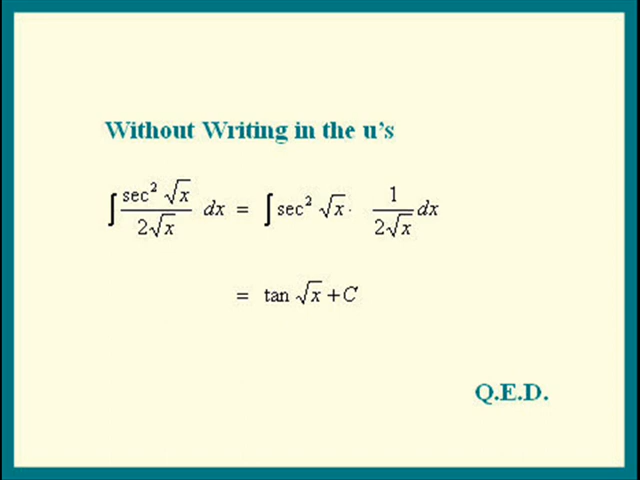 Without Writing in the u's
∫ sec² √x / 2√x dx = ∫ sec² √x · 1 / 2√x dx
= tan √x + C
Q.E.D.